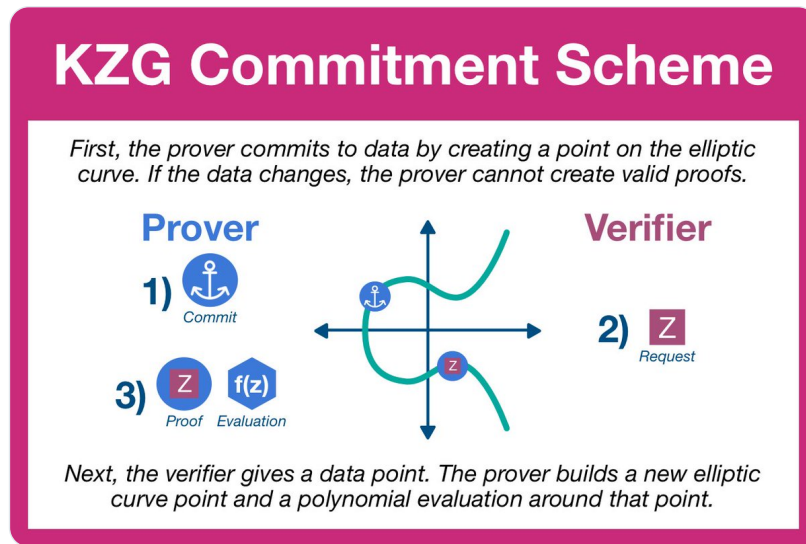 KZG Commitment Scheme
First, the prover commits to data by creating a point on the elliptic
curve. If the data changes, the prover cannot create valid proofs.
Prover
Verifier
1)
Commit
2) Z
Request
3) Z f(z)
Proof Evaluation
Z
Next, the verifier gives a data point. The prover builds a new elliptic
curve point and a polynomial evaluation around that point.